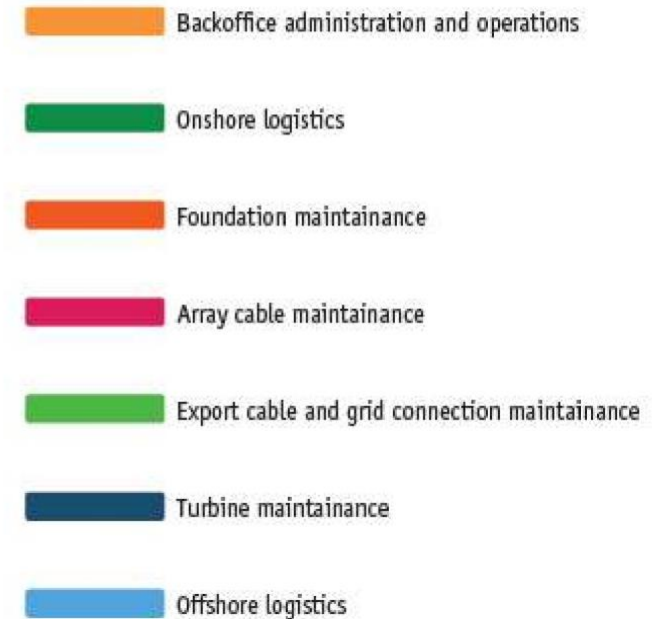 Backoffice administration and operations
Onshore logistics
Foundation maintainance
Array cable maintainance
Export cable and grid connection maintainance
Turbine maintainance
Offshore logistics